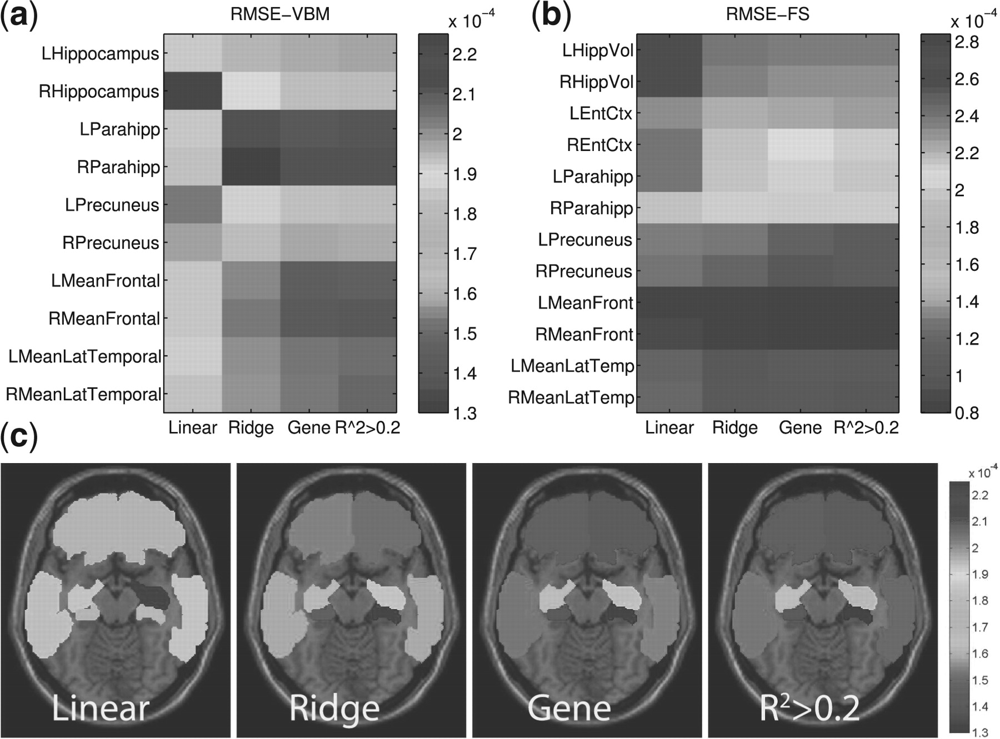 (a)
RMSE–VBM
x 10⁻⁴
LHippocampus
RHippocampus
LParahipp
RParahipp
LPrecuneus
RPrecuneus
LMeanFrontal
RMeanFrontal
LMeanLatTemporal
RMeanLatTemporal
Linear Ridge Gene R^2>0.2
2.2
2.1
2
1.9
1.8
1.7
1.6
1.5
1.4
1.3
(b)
RMSE–FS
x 10⁻⁴
LHippVol
RHippVol
LEntCtx
REntCtx
LParahipp
RParahipp
LPrecuneus
RPrecuneus
LMeanFront
RMeanFront
LMeanLatTemp
RMeanLatTemp
Linear Ridge Gene R^2>0.2
2.8
2.6
2.4
2.2
2
1.8
1.6
1.4
1.2
1
0.8
(c)
Linear Ridge Gene R²>0.2
x 10⁻⁴
2.2
2.1
2
1.9
1.8
1.7
1.6
1.5
1.4
1.3